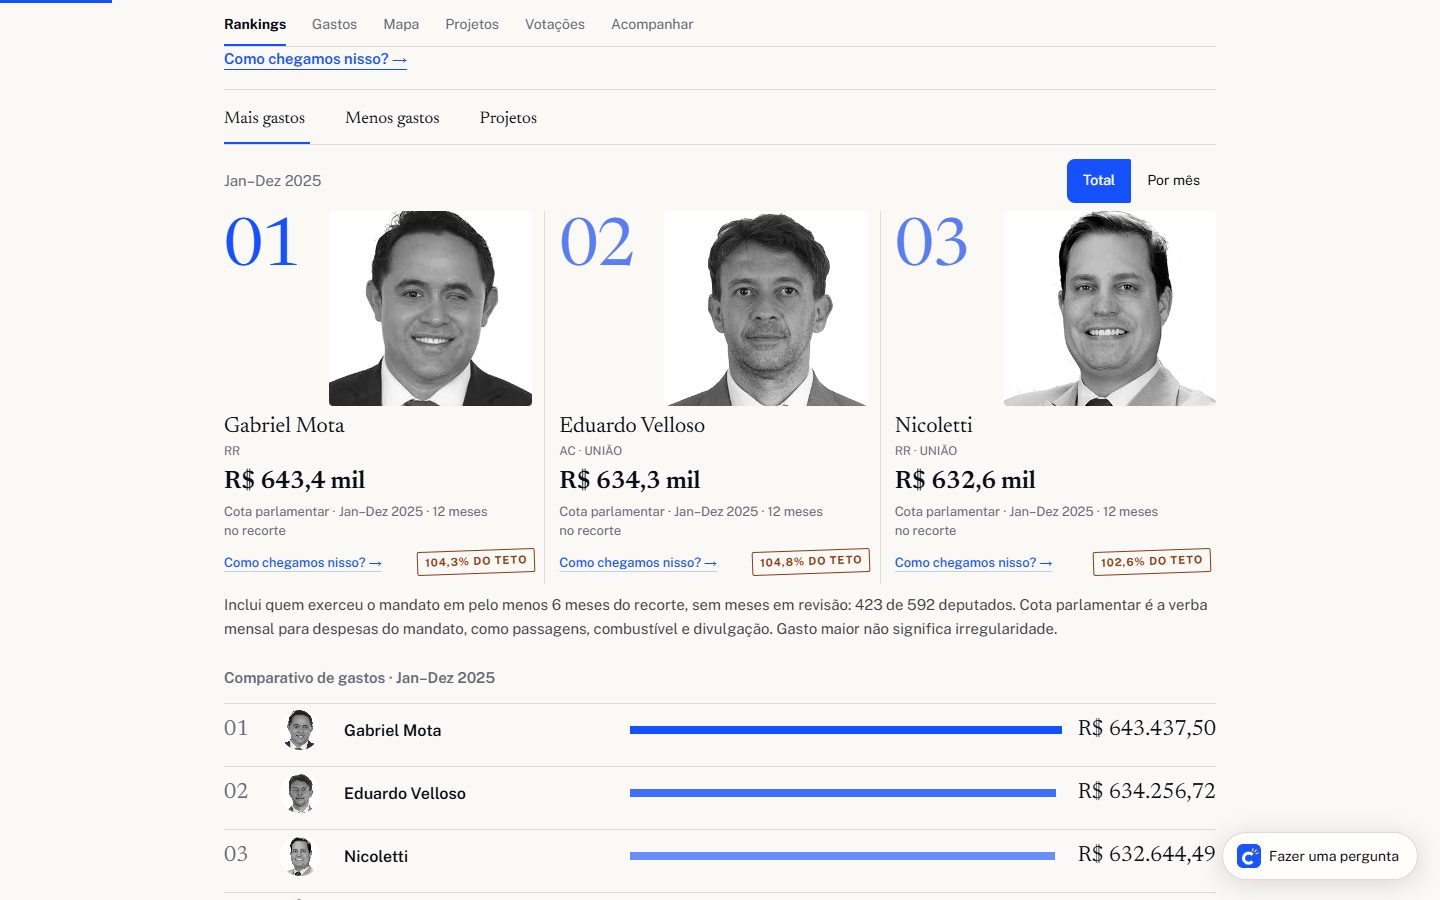 Rankings Gastos Mapa Projetos Votações Acompanhar
Como chegamos nisso? →
Mais gastos Menos gastos Projetos
Jan–Dez 2025
Total Por mês
01
Gabriel Mota
RR
R$ 643,4 mil
Cota parlamentar · Jan–Dez 2025 · 12 meses
no recorte
Como chegamos nisso? →
104,3% DO TETO
02
Eduardo Velloso
AC · UNIÃO
R$ 634,3 mil
Cota parlamentar · Jan–Dez 2025 · 12 meses
no recorte
Como chegamos nisso? →
104,8% DO TETO
03
Nicoletti
RR · UNIÃO
R$ 632,6 mil
Cota parlamentar · Jan–Dez 2025 · 12 meses
no recorte
Como chegamos nisso? →
102,6% DO TETO
Inclui quem exerceu o mandato em pelo menos 6 meses do recorte, sem meses em revisão: 423 de 592 deputados. Cota parlamentar é a verba
mensal para despesas do mandato, como passagens, combustível e divulgação. Gasto maior não significa irregularidade.
Comparativo de gastos · Jan–Dez 2025
01 Gabriel Mota R$ 643.437,50
02 Eduardo Velloso R$ 634.256,72
03 Nicoletti R$ 632.644,49
Fazer uma pergunta